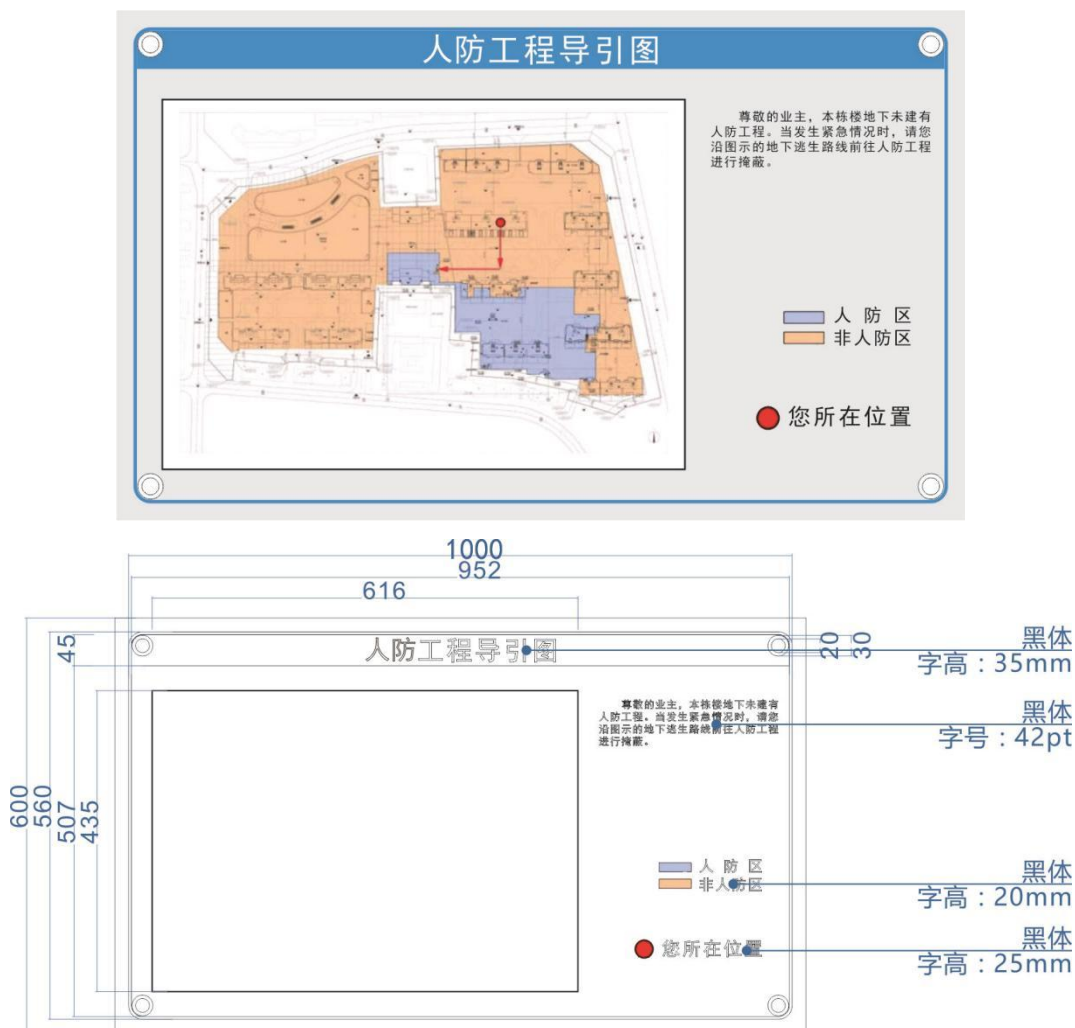 人防工程导引图
尊敬的业主，本栋楼地下未建有
人防工程。当发生紧急情况时，请您
沿图示的地下逃生路线前往人防工程
进行掩蔽。
人 防 区
非人防区
您所在位置
1000
952
616
45
20
30
人防工程导引图
黑体
字高：35mm
尊敬的业主，本栋楼地下未建有
人防工程。当发生紧急情况时，请您
沿图示的地下逃生路线前往人防工程
进行掩蔽。
黑体
字号：42pt
600
560
507
435
人 防 区
非人防区
黑体
字高：20mm
您所在位置
黑体
字高：25mm